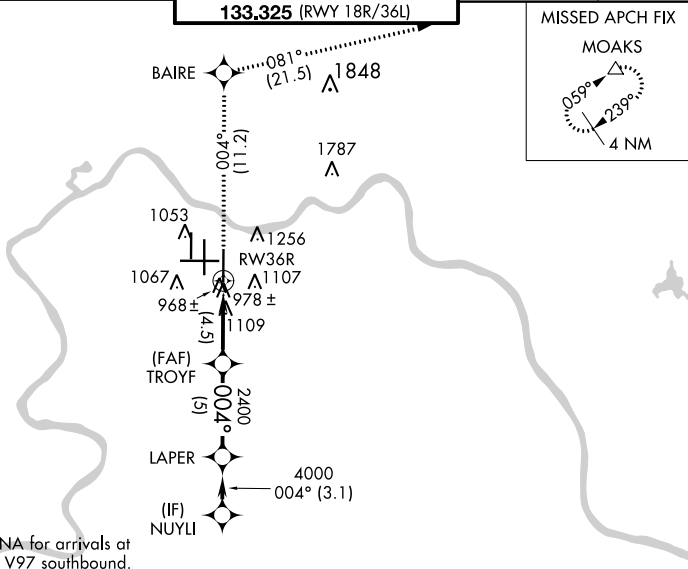 133.325 (RWY 18R/36L)
MISSED APCH FIX
MOAKS
059°
239°
4 NM
BAIRE
081°
(21.5)
1848
004°
(11.2)
1787
1053
1256
RW36R
1067
1107
968 ±
978 ±
1109
(4.5)
(FAF)
TROYF
2400
004°
(5)
LAPER
4000
004° (3.1)
(IF)
NUYLI
NA for arrivals at
V97 southbound.